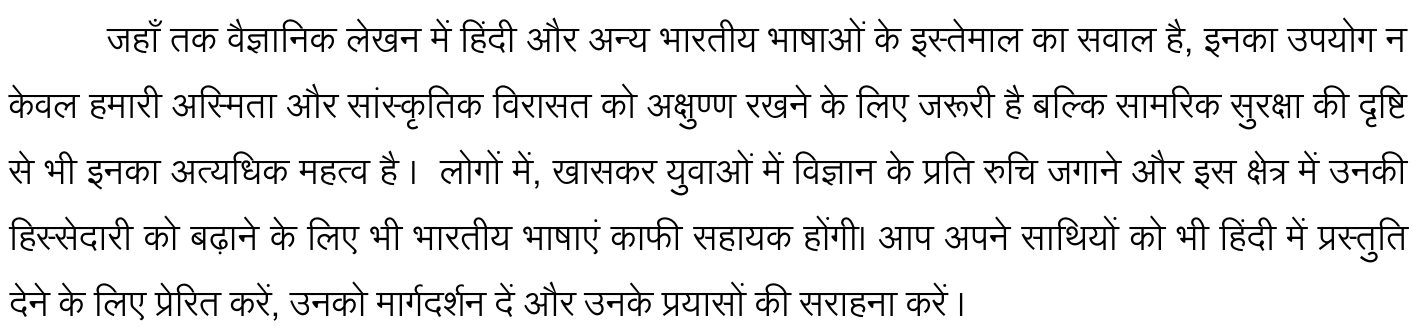 जहाँ तक वैज्ञानिक लेखन में हिंदी और अन्य भारतीय भाषाओं के इस्तेमाल का सवाल है, इनका उपयोग न
केवल हमारी अस्मिता और सांस्कृतिक विरासत को अक्षुण्ण रखने के लिए जरूरी है बल्कि सामरिक सुरक्षा की दृष्टि
से भी इनका अत्यधिक महत्व है । लोगों में, खासकर युवाओं में विज्ञान के प्रति रुचि जगाने और इस क्षेत्र में उनकी
हिस्सेदारी को बढ़ाने के लिए भी भारतीय भाषाएं काफी सहायक होंगी। आप अपने साथियों को भी हिंदी में प्रस्तुति
देने के लिए प्रेरित करें, उनको मार्गदर्शन दें और उनके प्रयासों की सराहना करें ।